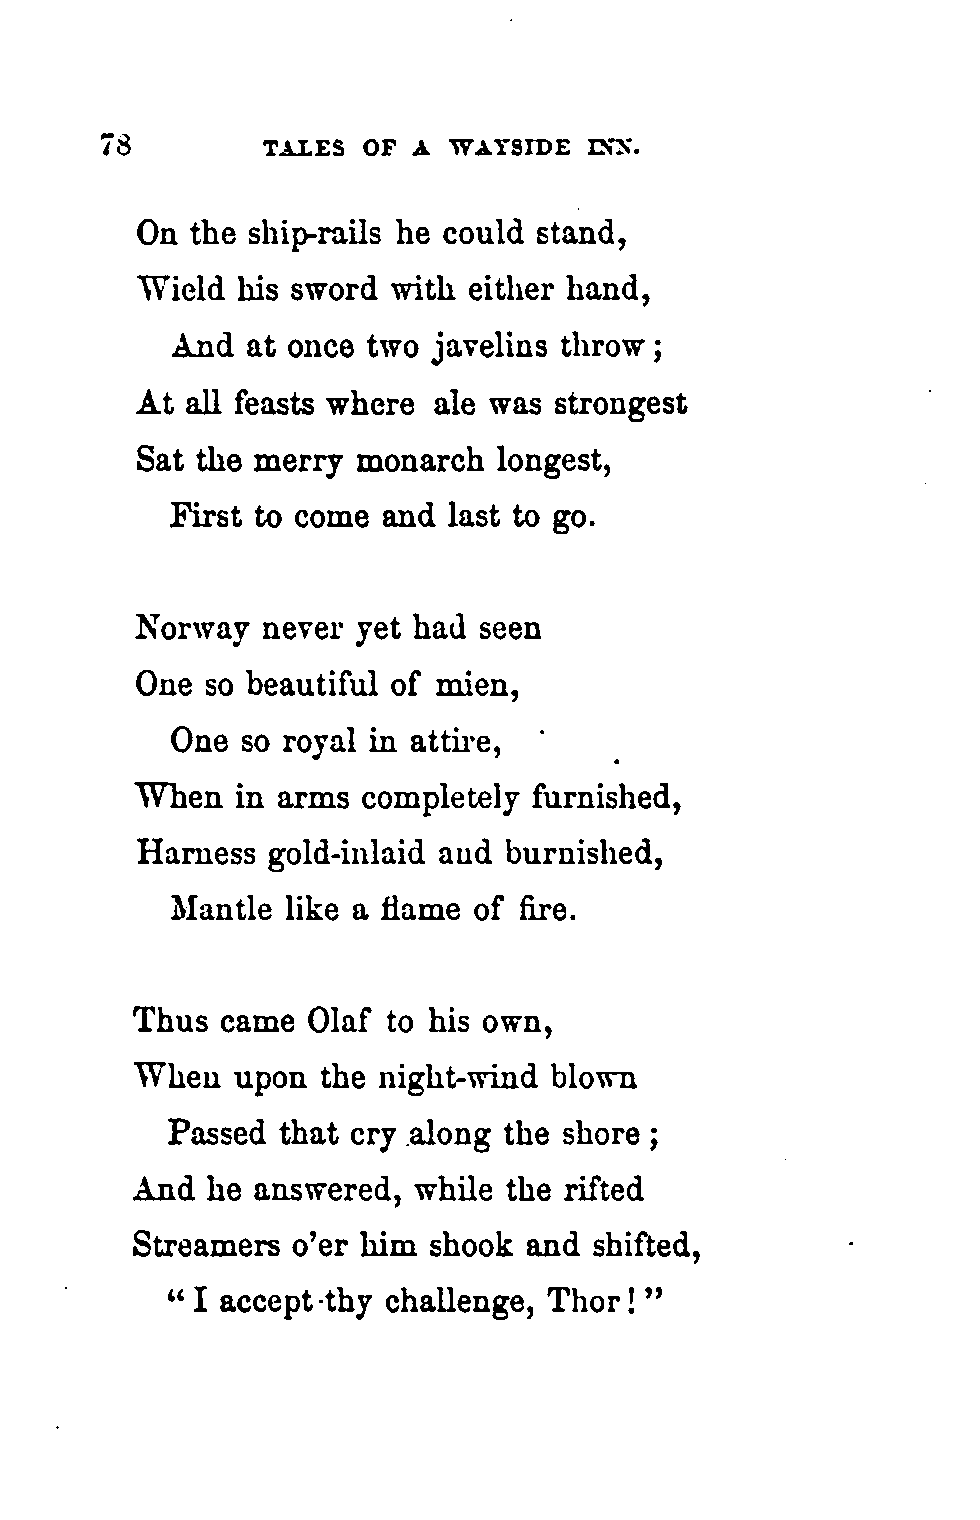 78 TALES OF A WAYSIDE INN.
On the ship-rails he could stand,
Wield his sword with either hand,
And at once two javelins throw;
At all feasts where ale was strongest
Sat the merry monarch longest,
First to come and last to go.
Norway never yet had seen
One so beautiful of mien,
One so royal in attire,
When in arms completely furnished,
Harness gold-inlaid and burnished,
Mantle like a flame of fire.
Thus came Olaf to his own,
When upon the night-wind blown
Passed that cry along the shore;
And he answered, while the rifted
Streamers o'er him shook and shifted,
"I accept thy challenge, Thor!"